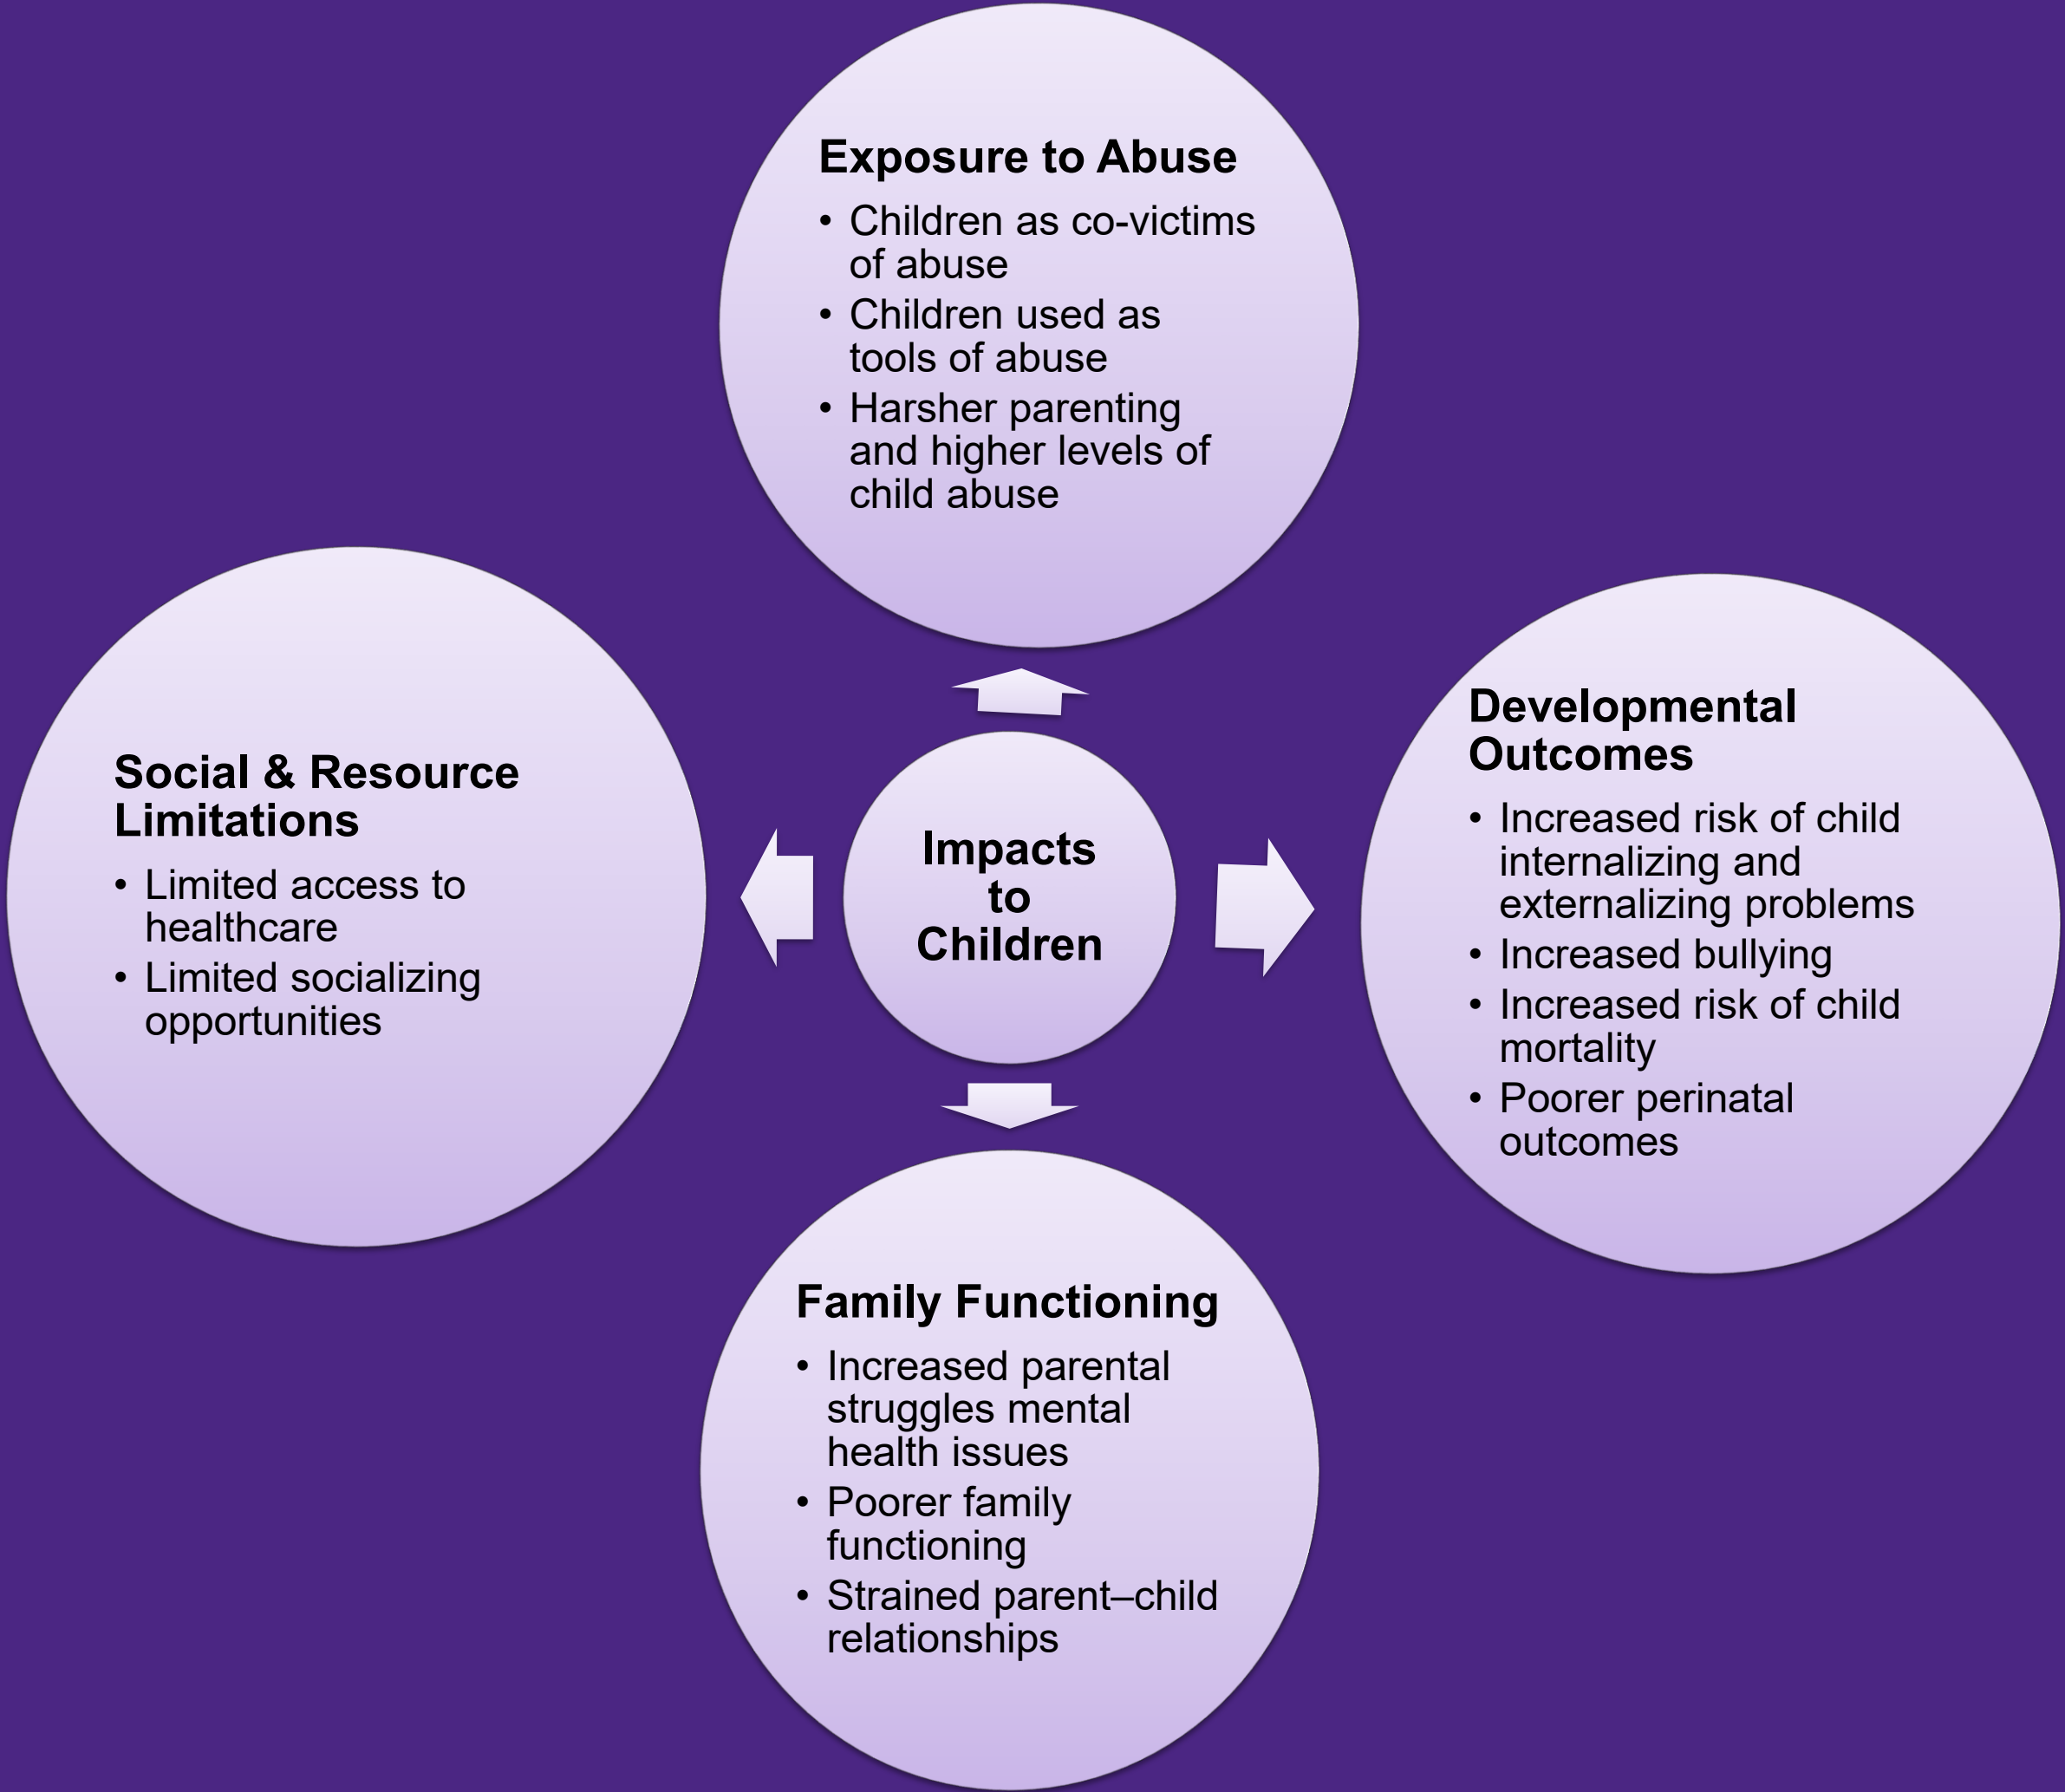 Exposure to Abuse
• Children as co-victims
of abuse
• Children used as
tools of abuse
• Harsher parenting
and higher levels of
child abuse
Social & Resource
Limitations
• Limited access to
healthcare
• Limited socializing
opportunities
Impacts
to
Children
Developmental
Outcomes
• Increased risk of child
internalizing and
externalizing problems
• Increased bullying
• Increased risk of child
mortality
• Poorer perinatal
outcomes
Family Functioning
• Increased parental
struggles mental
health issues
• Poorer family
functioning
• Strained parent–child
relationships